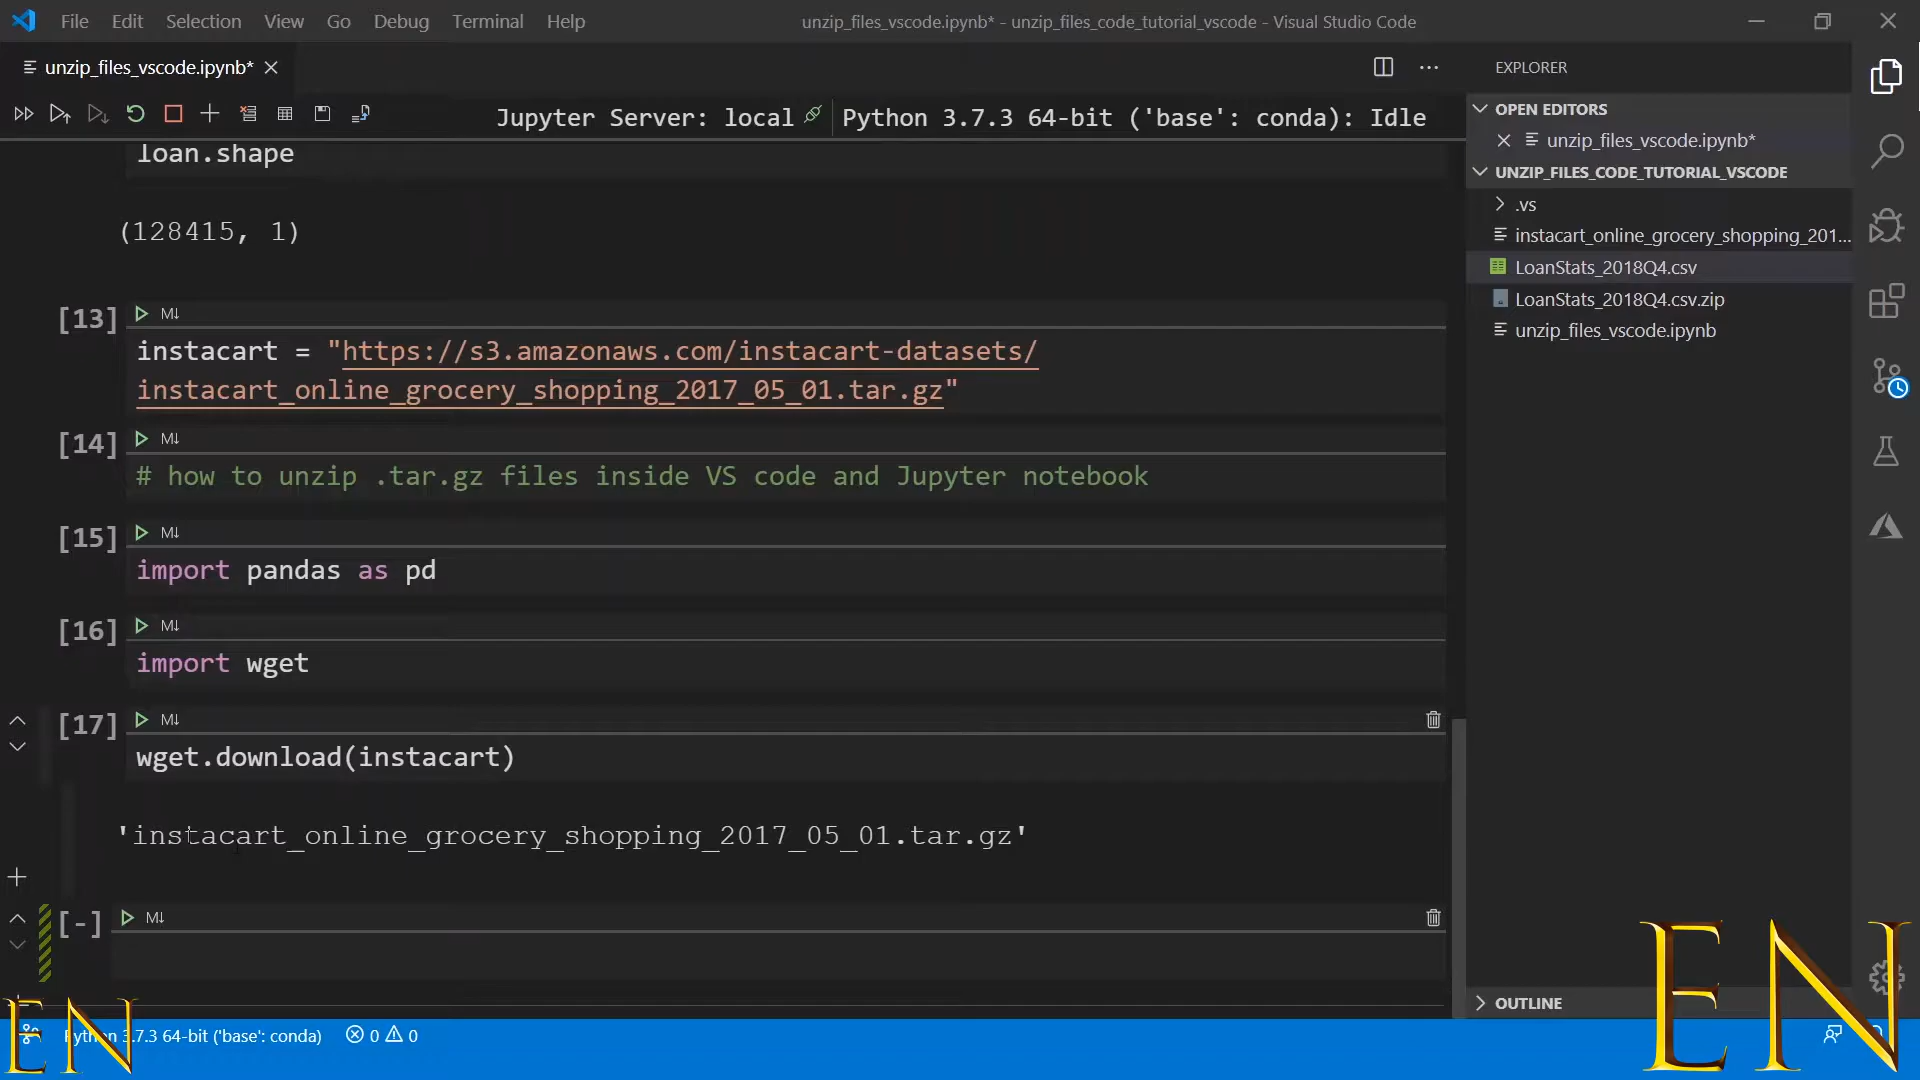 File Edit Selection View Go Debug Terminal Help
unzip_files_vscode.ipynb* - unzip_files_code_tutorial_vscode - Visual Studio Code
unzip_files_vscode.ipynb*
Jupyter Server: local
Python 3.7.3 64-bit ('base': conda): Idle
loan.shape
(128415, 1)
[13]
M↓
instacart = "https://s3.amazonaws.com/instacart-datasets/
instacart_online_grocery_shopping_2017_05_01.tar.gz"
[14]
M↓
# how to unzip .tar.gz files inside VS code and Jupyter notebook
[15]
M↓
import pandas as pd
[16]
M↓
import wget
[17]
M↓
wget.download(instacart)
'instacart_online_grocery_shopping_2017_05_01.tar.gz'
[-]
M↓
EXPLORER
OPEN EDITORS
unzip_files_vscode.ipynb*
UNZIP_FILES_CODE_TUTORIAL_VSCODE
.vs
instacart_online_grocery_shopping_201...
LoanStats_2018Q4.csv
LoanStats_2018Q4.csv.zip
unzip_files_vscode.ipynb
OUTLINE
EN
EN
Python 3.7.3 64-bit ('base': conda) 0 0